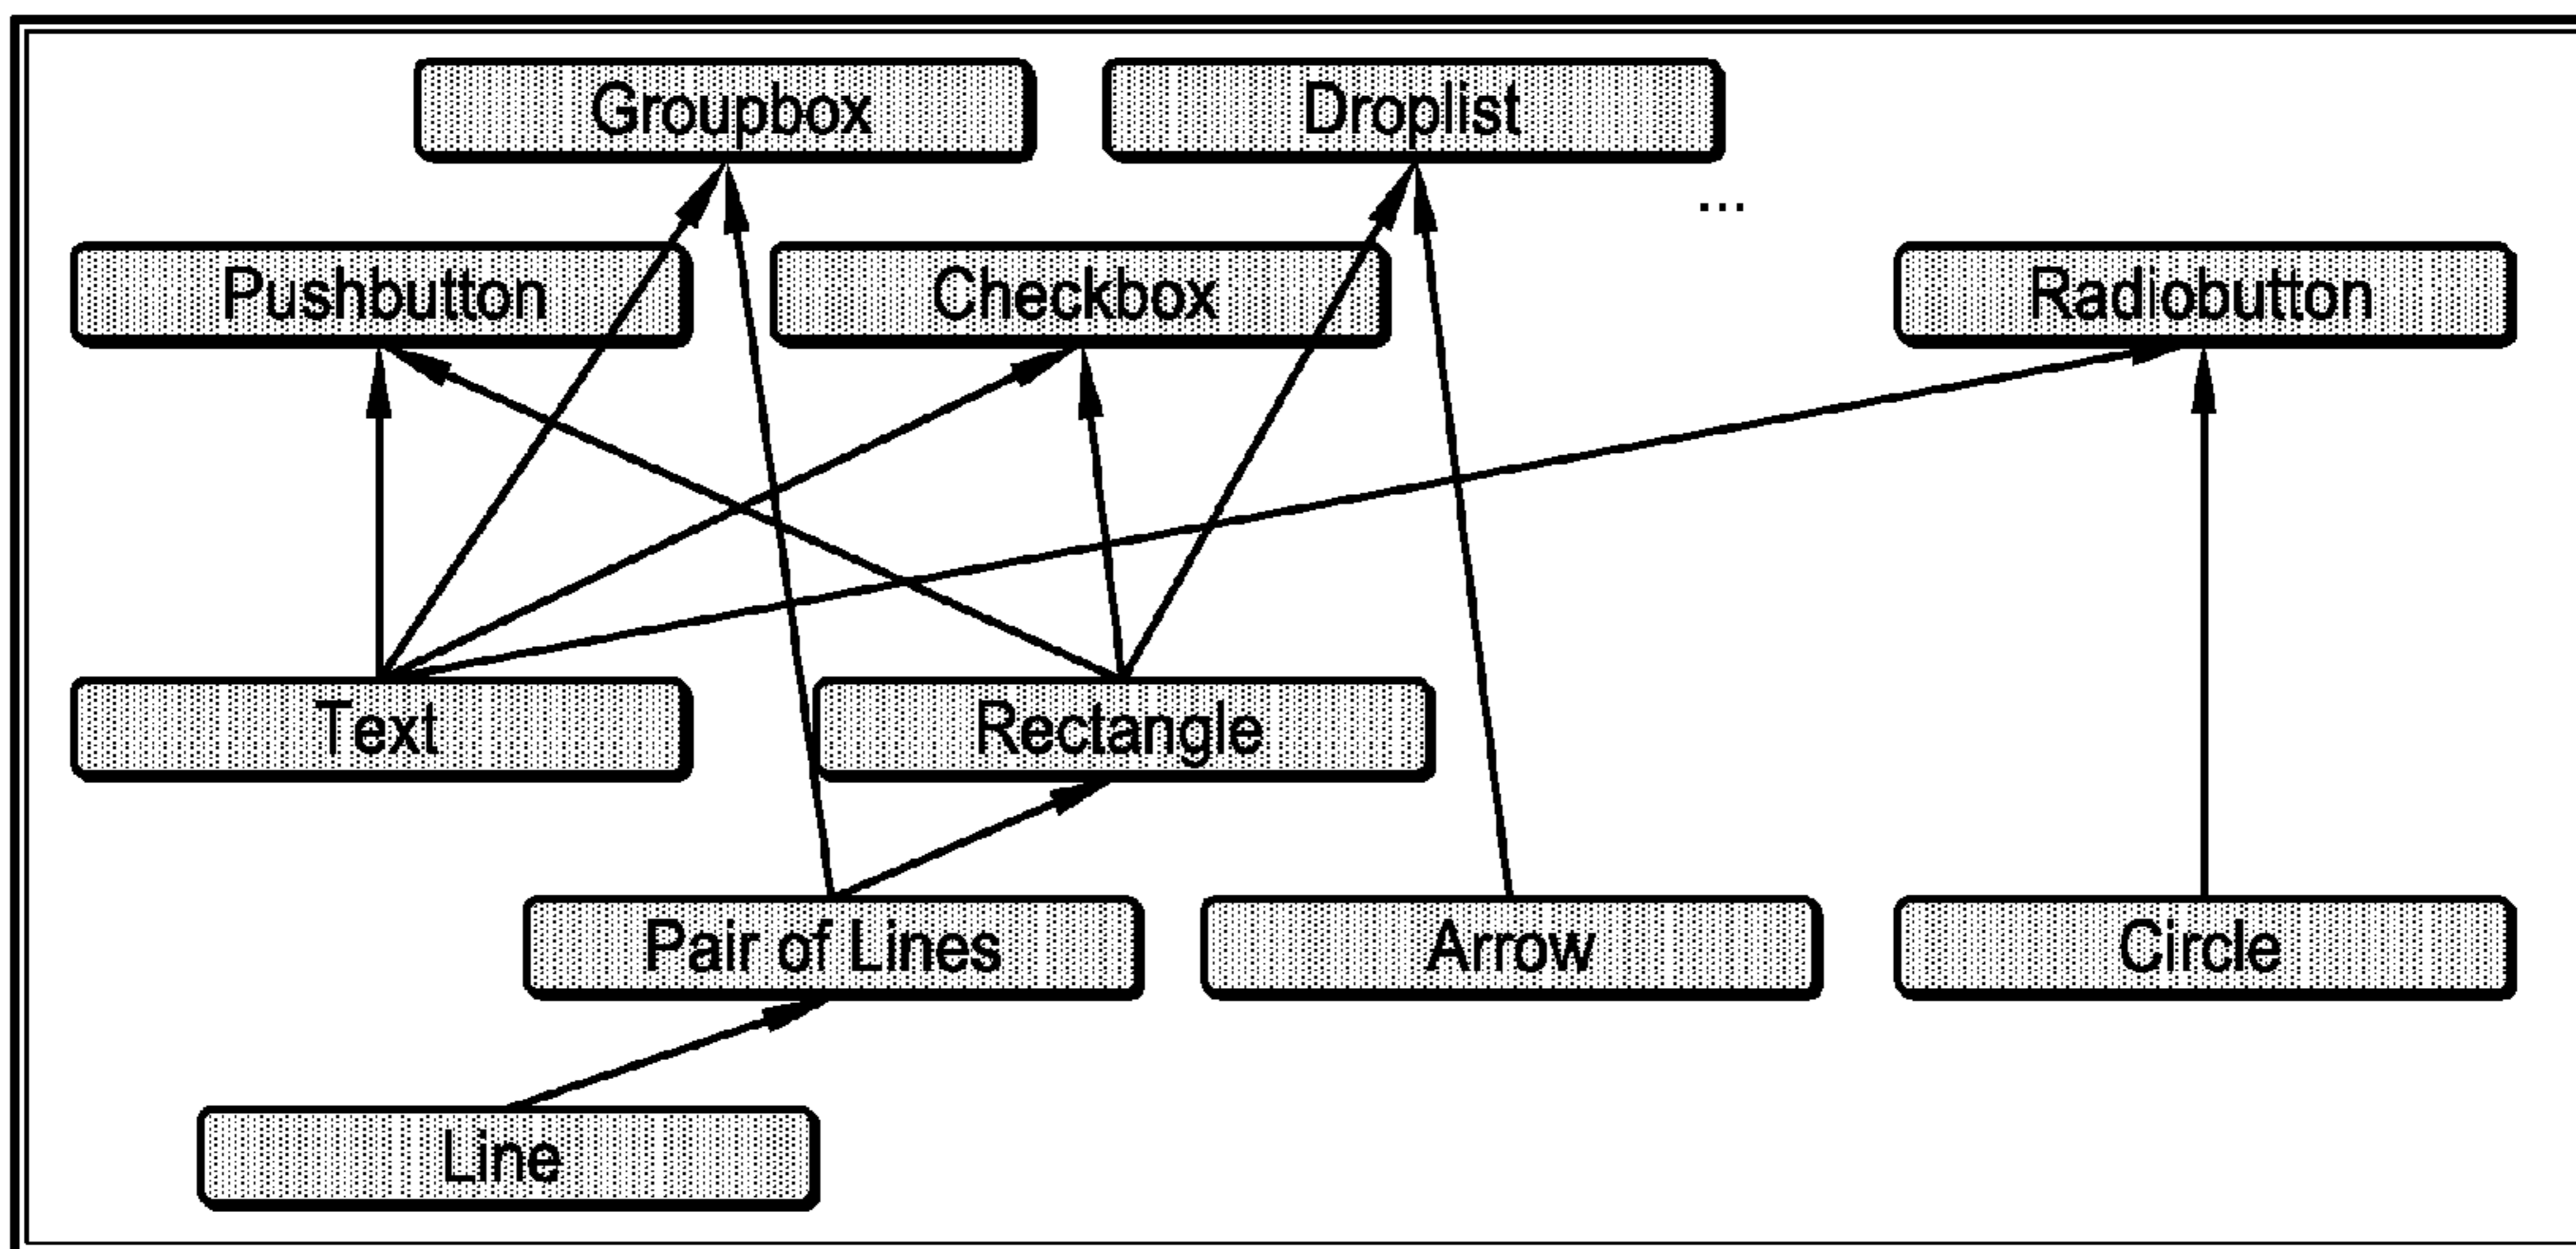 Groupbox
Droplist
...
Pushbutton
Checkbox
Radiobutton
Text
Rectangle
Pair of Lines
Arrow
Circle
Line